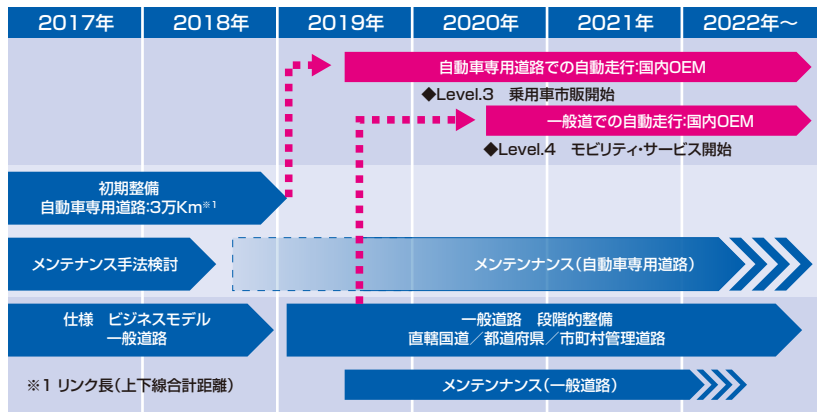 2017年 2018年 2019年 2020年 2021年 2022年～
自動車専用道路での自動走行:国内OEM
◆Level.3 乗用車市販開始
一般道での自動走行:国内OEM
◆Level.4 モビリティ・サービス開始
初期整備
自動車専用道路:3万Km※1
メンテナンス手法検討
メンテンナンス（自動車専用道路）
仕様 ビジネスモデル
一般道路
一般道路 段階的整備
直轄国道／都道府県／市町村管理道路
※1 リンク長（上下線合計距離）
メンテンナンス（一般道路）